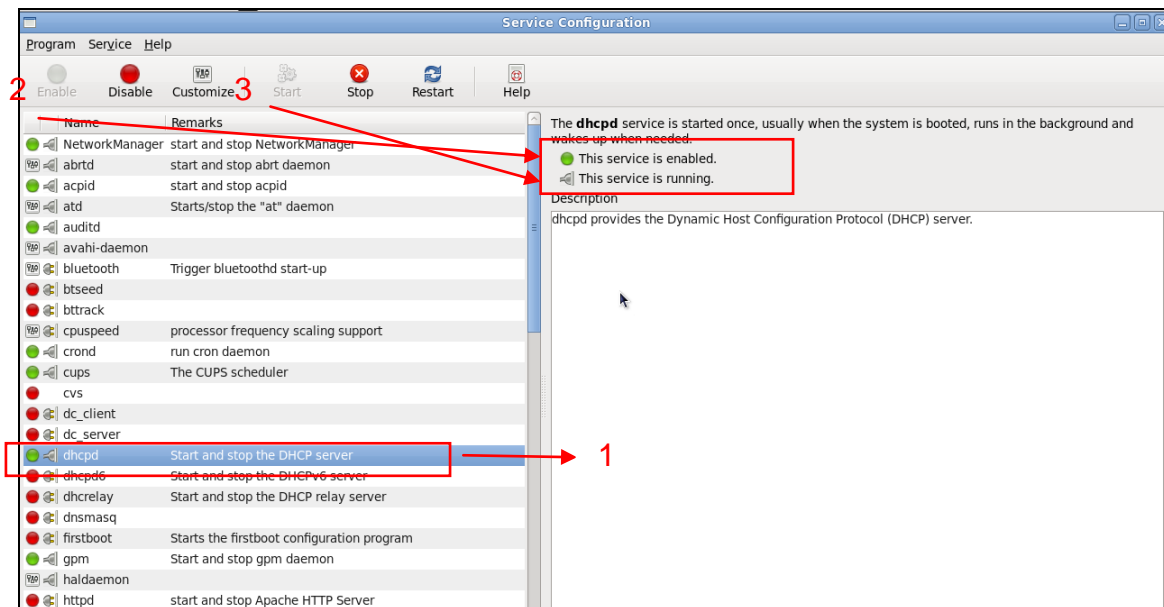 Service Configuration
Program Service Help
2 Enable Disable Customize 3 Start Stop Restart Help
Name Remarks
NetworkManager start and stop NetworkManager
abrtd start and stop abrt daemon
acpid start and stop acpid
atd Starts/stop the "at" daemon
auditd
avahi-daemon
bluetooth Trigger bluetoothd start-up
btseed
bttrack
cpuspeed processor frequency scaling support
crond run cron daemon
cups The CUPS scheduler
cvs
dc_client
dc_server
dhcpd Start and stop the DHCP server
1
dhcpd6 Start and stop the DHCPv6 server
dhcrelay Start and stop the DHCP relay server
dnsmasq
firstboot Starts the firstboot configuration program
gpm Start and stop gpm daemon
haldaemon
httpd start and stop Apache HTTP Server
The dhcpd service is started once, usually when the system is booted, runs in the background and
wakes up when needed.
This service is enabled.
This service is running.
Description
dhcpd provides the Dynamic Host Configuration Protocol (DHCP) server.